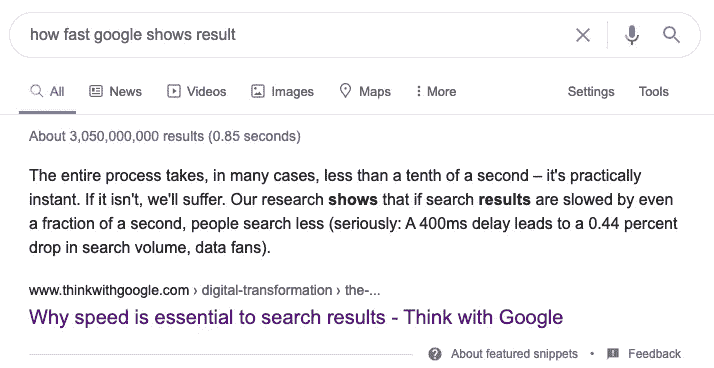 how fast google shows result
All News Videos Images Maps More Settings Tools
About 3,050,000,000 results (0.85 seconds)
The entire process takes, in many cases, less than a tenth of a second – it's practically
instant. If it isn't, we'll suffer. Our research shows that if search results are slowed by even
a fraction of a second, people search less (seriously: A 400ms delay leads to a 0.44 percent
drop in search volume, data fans).
www.thinkwithgoogle.com › digital-transformation › the-...
Why speed is essential to search results - Think with Google
About featured snippets • Feedback